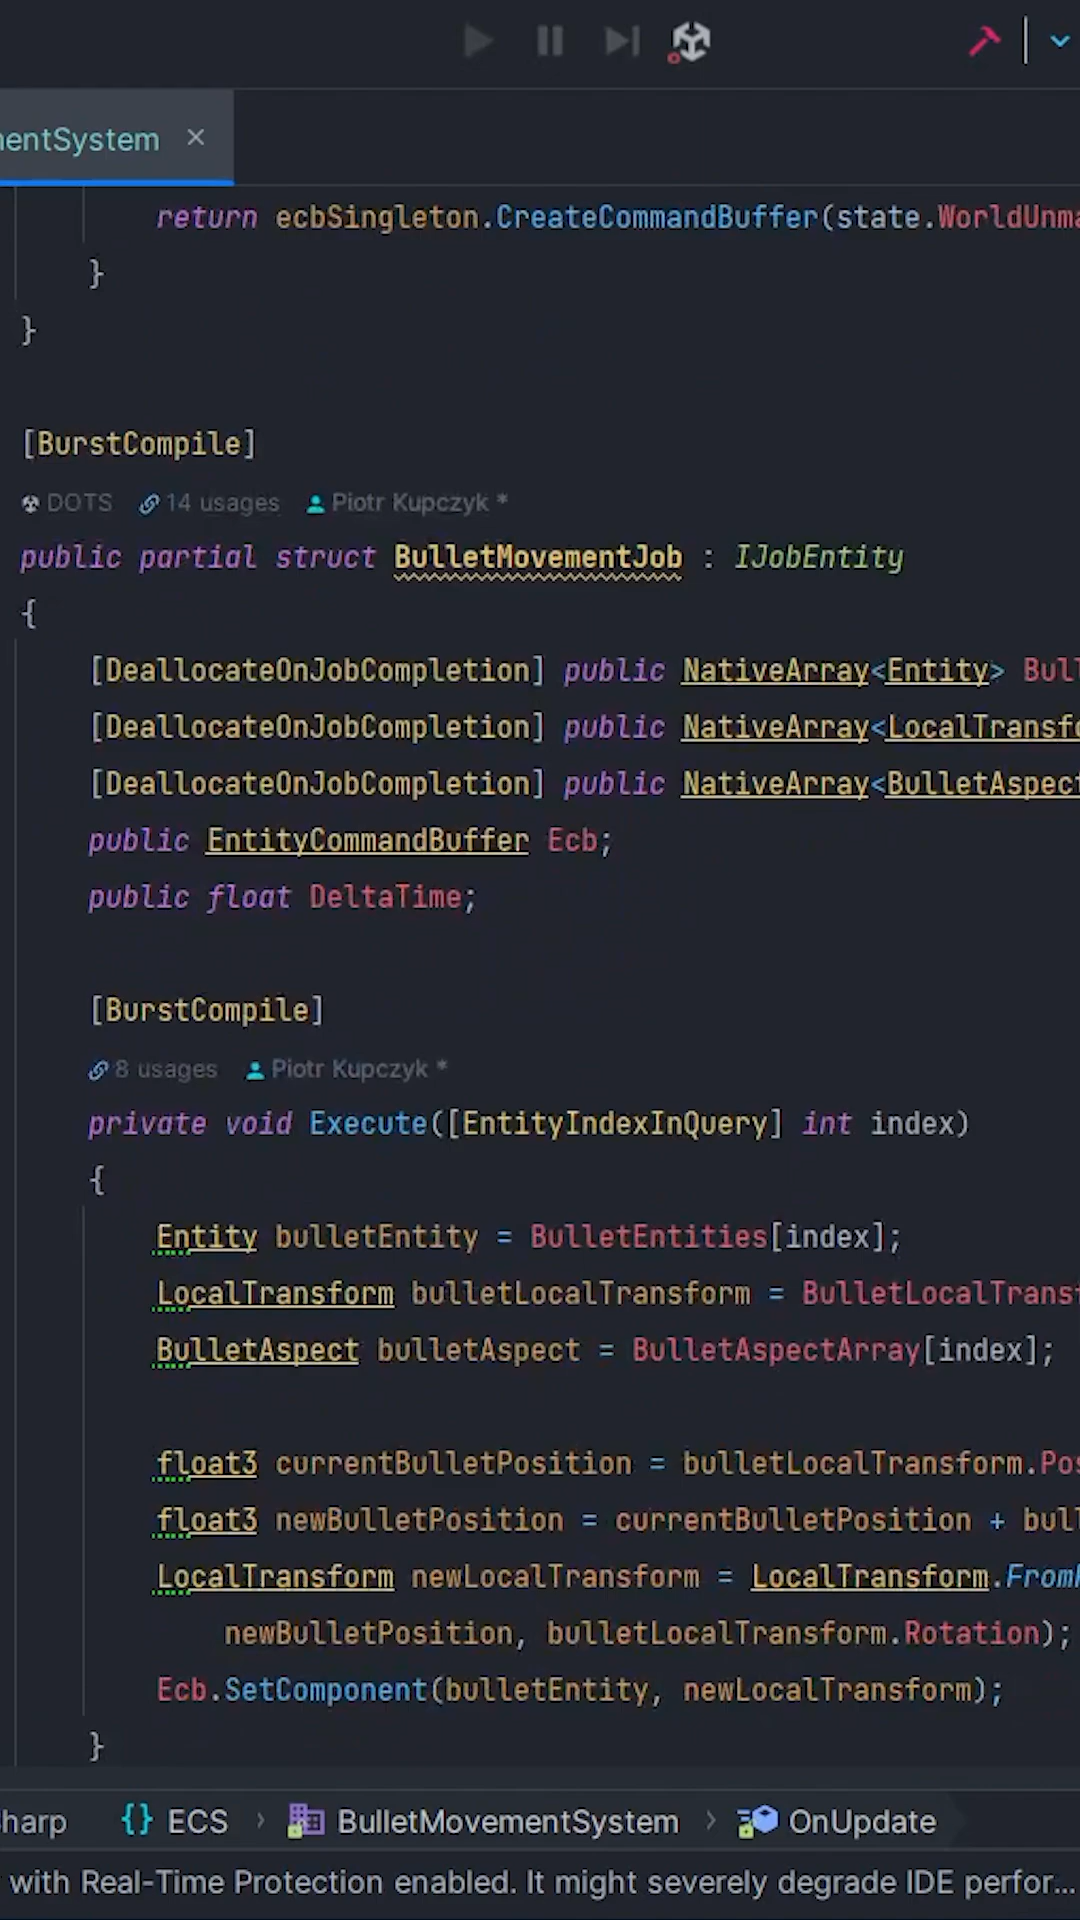 entSystem ×
return ecbSingleton.CreateCommandBuffer(state.
}
}
[BurstCompile]
DOTS 14 usages Piotr Kupczyk *
public partial struct BulletMovementJob : IJobEntity
{
[DeallocateOnJobCompletion] public NativeArray<Entity> Bull
[DeallocateOnJobCompletion] public NativeArray<LocalTransfo
[DeallocateOnJobCompletion] public NativeArray<BulletAspect
public EntityCommandBuffer Ecb;
public float DeltaTime;
[BurstCompile]
8 usages Piotr Kupczyk *
private void Execute([EntityIndexInQuery] int index)
{
Entity bulletEntity = BulletEntities[index];
LocalTransform bulletLocalTransform = BulletLocalTransf
BulletAspect bulletAspect = BulletAspectArray[index];
float3 currentBulletPosition = bulletLocalTransform.Pos
float3 newBulletPosition = currentBulletPosition + bull
LocalTransform newLocalTransform = LocalTransform.From
newBulletPosition, bulletLocalTransform.Rotation);
Ecb.SetComponent(bulletEntity, newLocalTransform);
}
harp {} ECS › BulletMovementSystem › OnUpdate
with Real-Time Protection enabled. It might severely degrade IDE perfor...